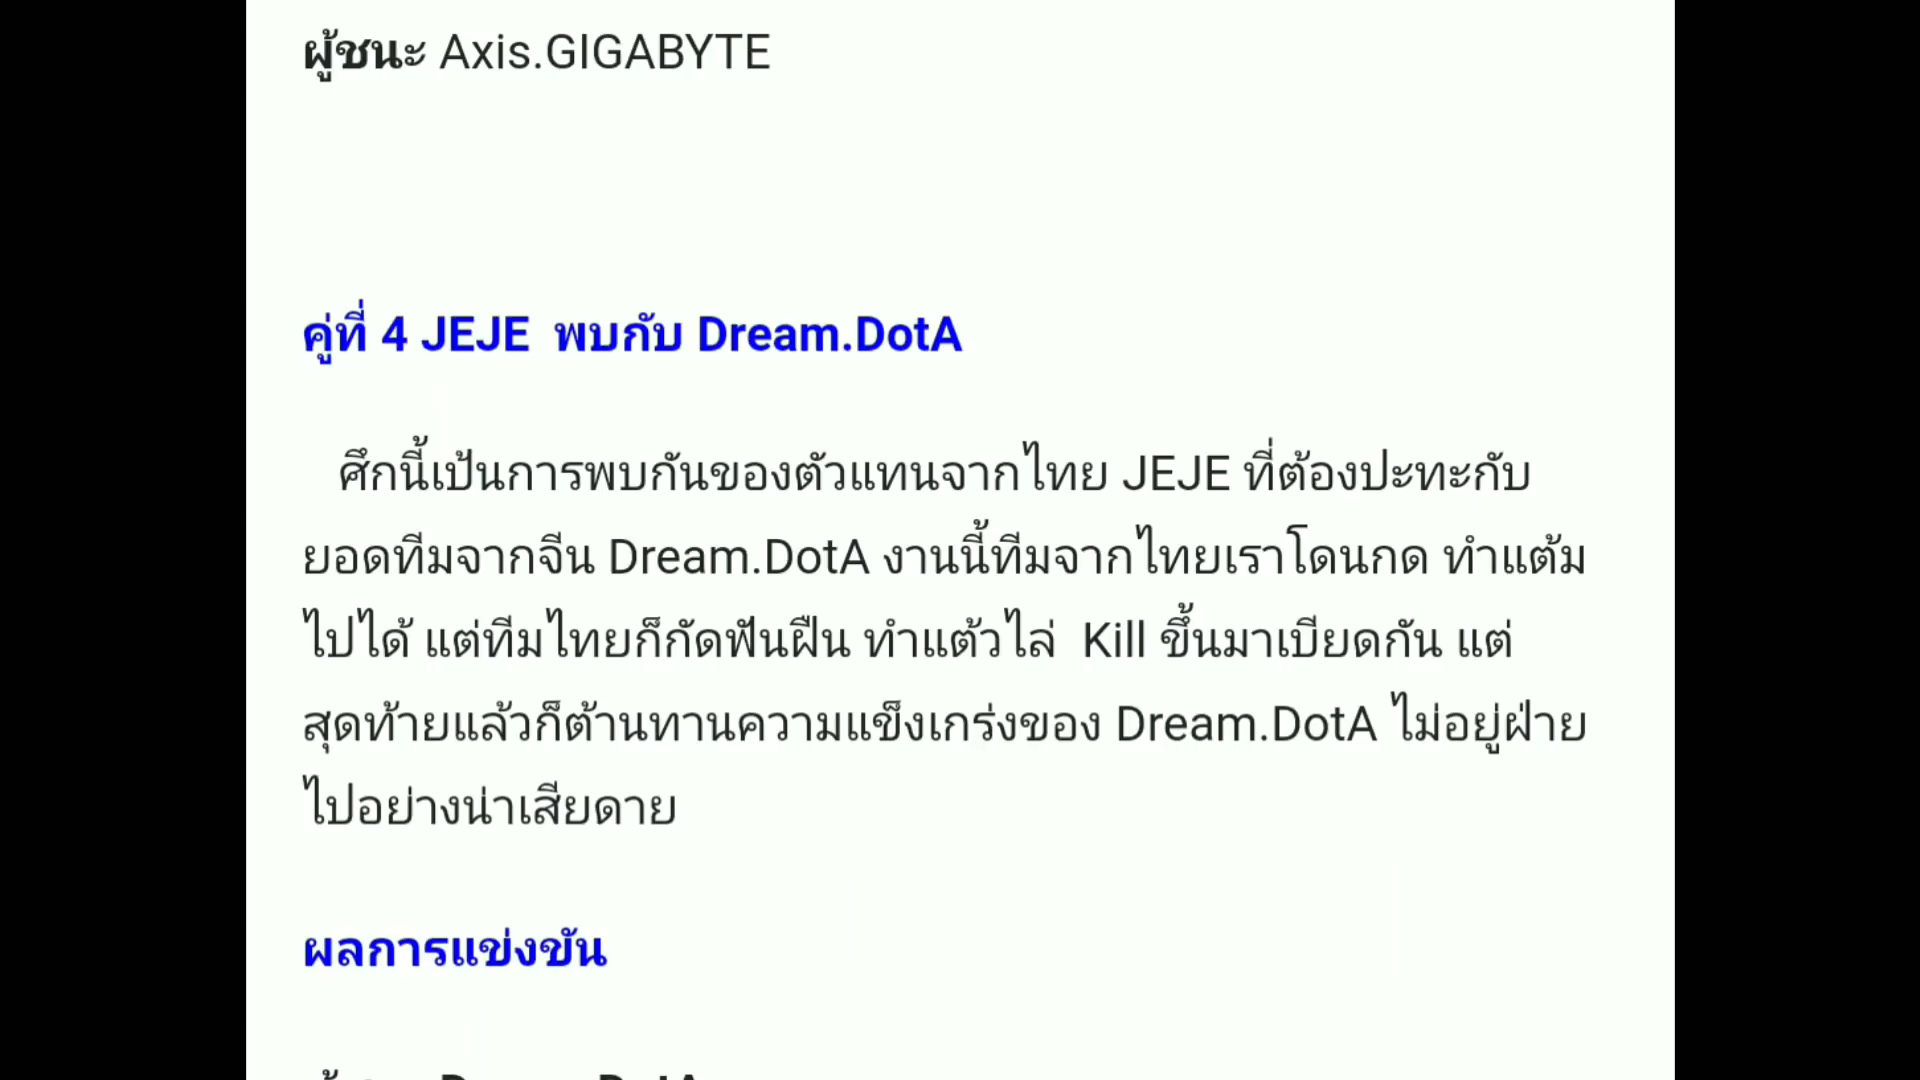 ผู้ชนะ Axis.GIGABYTE
คู่ที่ 4 JEJE พบกับ Dream.DotA
ศึกนี้เป้นการพบกันของตัวแทนจากไทย JEJE ที่ต้องปะทะกับ
ยอดทีมจากจีน Dream.DotA งานนี้ทีมจากไทยเราโดนกด ทำแต้ม
ไปได้ แต่ทีมไทยก็กัดฟันฝืน ทำแต้วไล่ Kill ขึ้นมาเบียดกัน แต่
สุดท้ายแล้วก็ต้านทานความแข็งเกร่งของ Dream.DotA ไม่อยู่ฝ่าย
ไปอย่างน่าเสียดาย
ผลการแข่งขัน